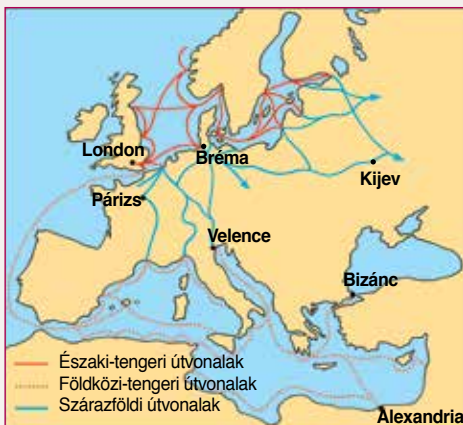 London
Bréma
Kijev
Párizs
Velence
Bizánc
Északi-tengeri útvonalak
Földközi-tengeri útvonalak
Szárazföldi útvonalak
Alexandria